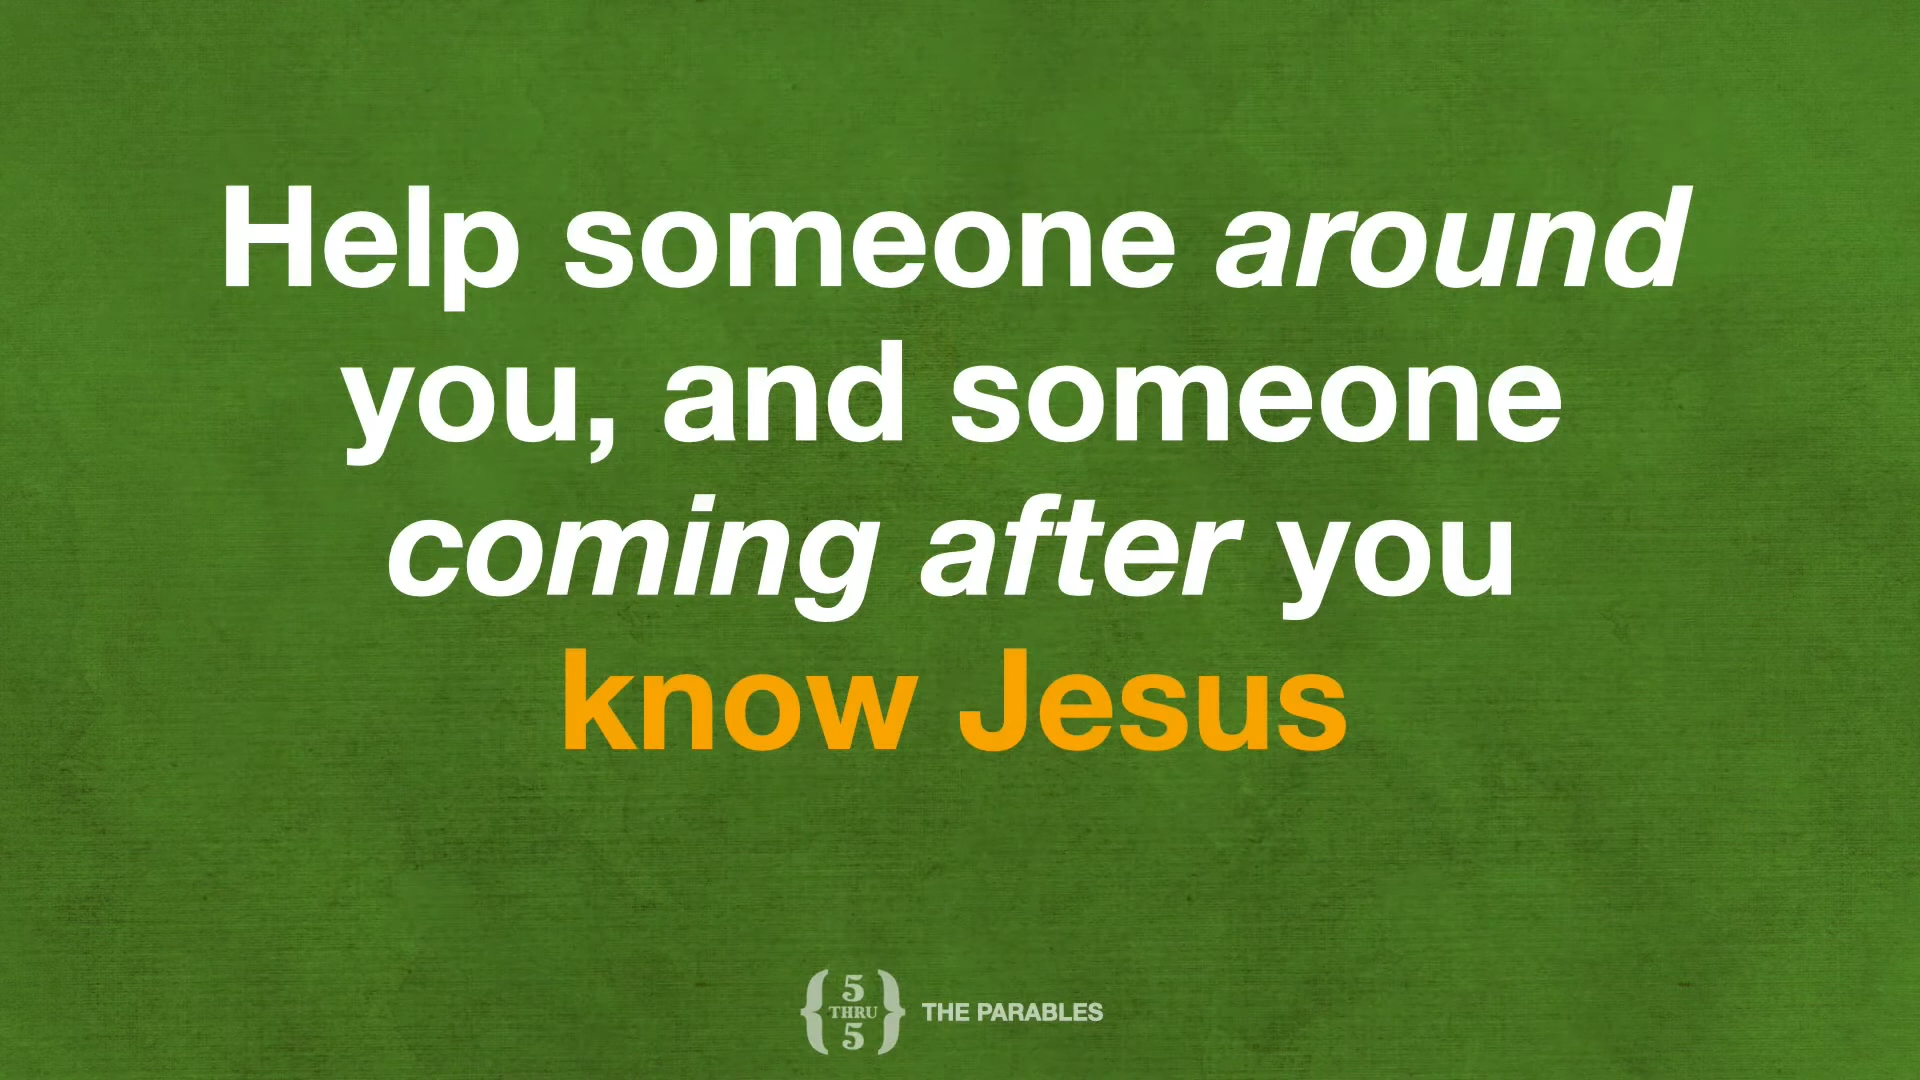 Help someone around
you, and someone
coming after you
know Jesus
5
THRU
5
THE PARABLES